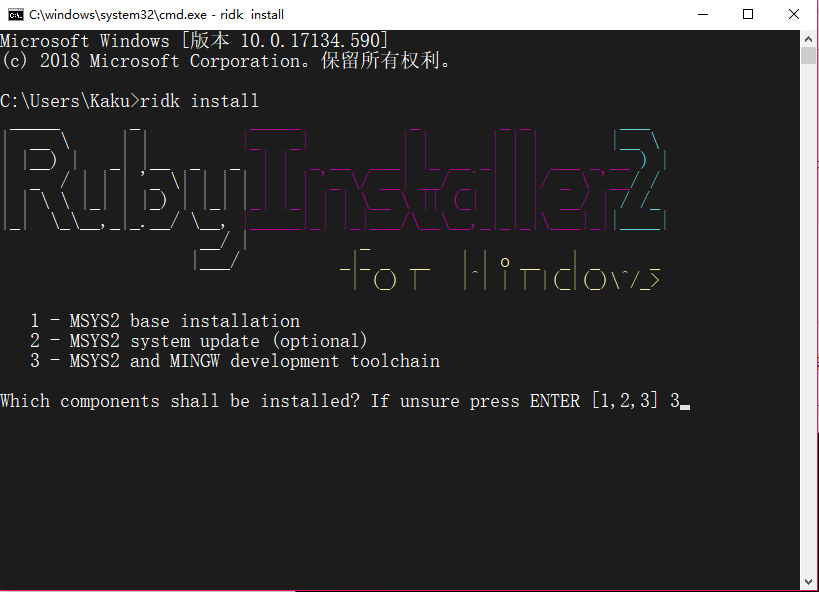 C:\windows\system32\cmd.exe - ridk install
Microsoft Windows [版本 10.0.17134.590]
(c) 2018 Microsoft Corporation。保留所有权利。
C:\Users\Kaku>ridk install
RubyInstaller2
for Windows
1 - MSYS2 base installation
2 - MSYS2 system update (optional)
3 - MSYS2 and MINGW development toolchain
Which components shall be installed? If unsure press ENTER [1,2,3] 3